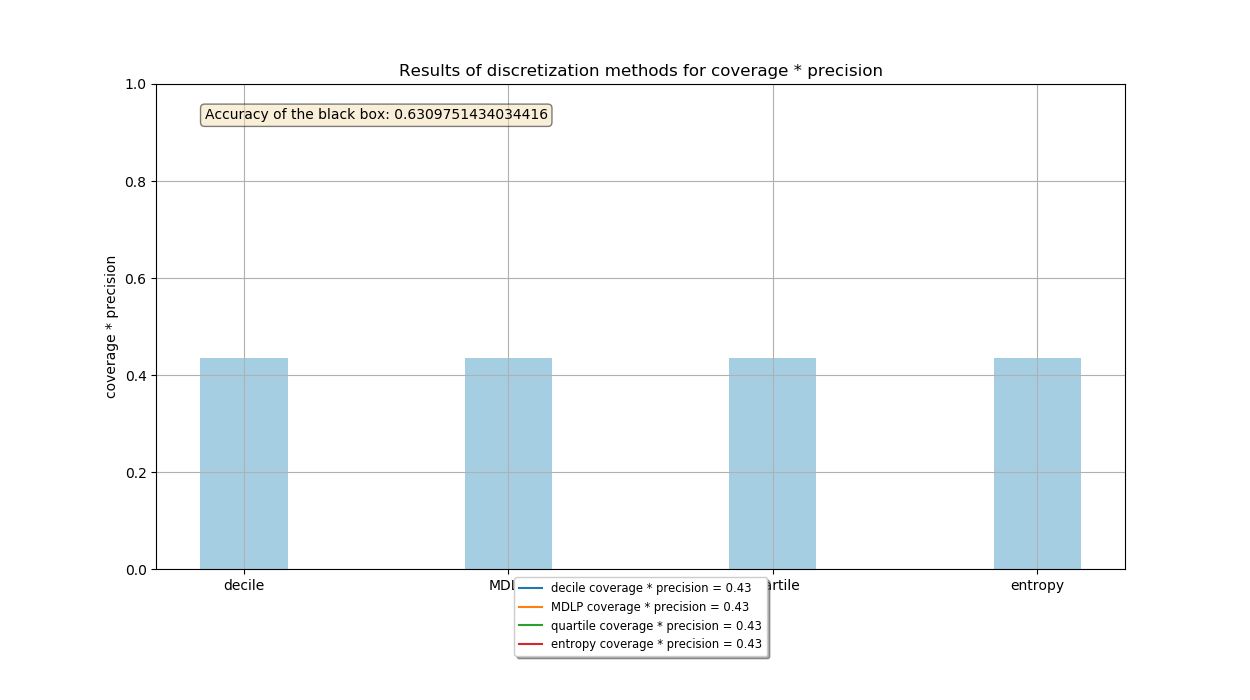 Results of discretization methods for coverage * precision
Accuracy of the black box: 0.6309751434034416
coverage * precision
1.0
0.8
0.6
0.4
0.2
0.0
decile
entropy
decile coverage * precision = 0.43
MDLP coverage * precision = 0.43
quartile coverage * precision = 0.43
entropy coverage * precision = 0.43